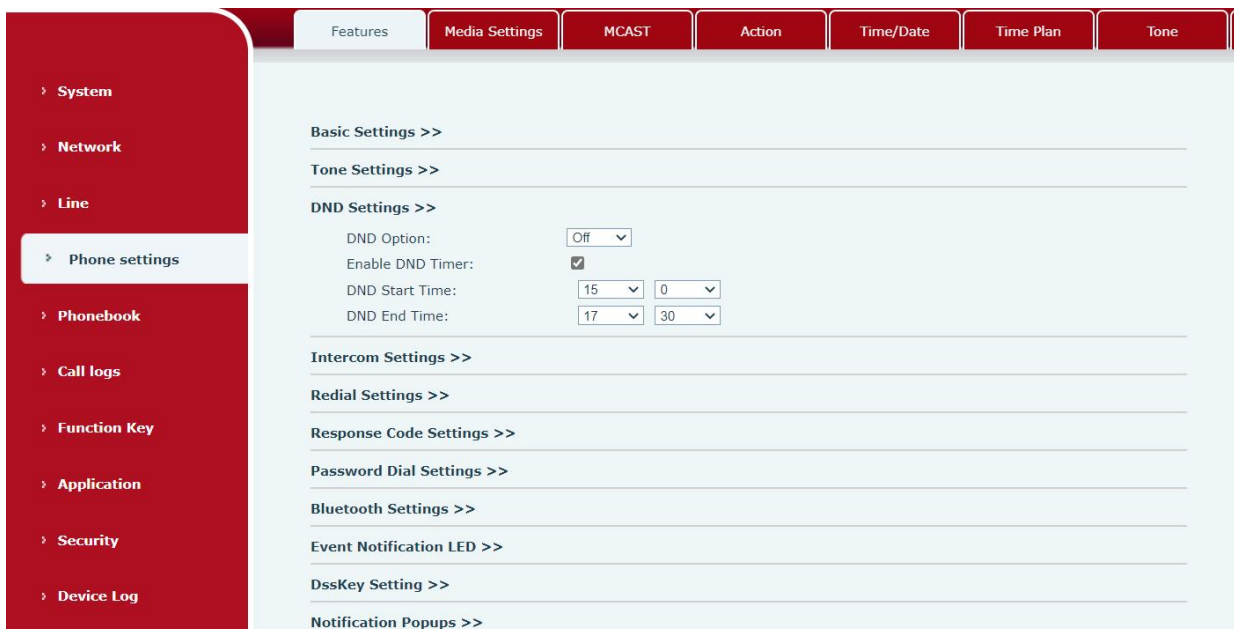 Features Media Settings MCAST Action Time/Date Time Plan Tone
System
Network
Line
Phone settings
Phonebook
Call logs
Function Key
Application
Security
Device Log
Basic Settings >>
Tone Settings >>
DND Settings >>
DND Option: Off
Enable DND Timer:
DND Start Time: 15 0
DND End Time: 17 30
Intercom Settings >>
Redial Settings >>
Response Code Settings >>
Password Dial Settings >>
Bluetooth Settings >>
Event Notification LED >>
DssKey Setting >>
Notification Popups >>